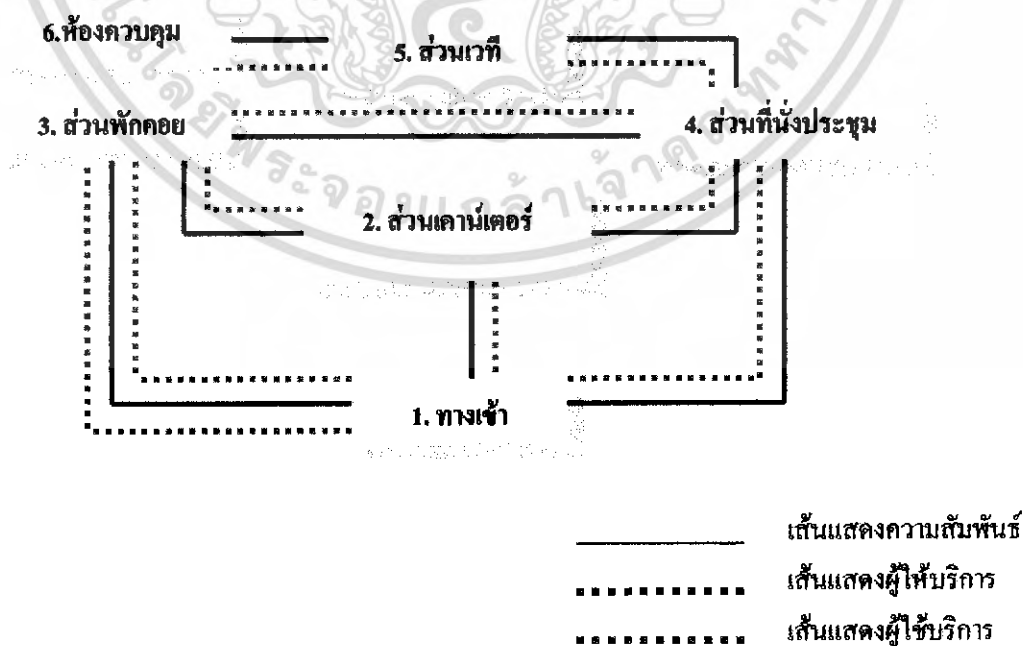 6.ห้องควบคุม
5. ส่วนเวที
3. ส่วนพักคอย
4. ส่วนที่นั่งประชุม
2. ส่วนเคาน์เตอร์
1. ทางเข้า
เส้นแสดงความสัมพันธ์
เส้นแสดงผู้ให้บริการ
เส้นแสดงผู้ใช้บริการ